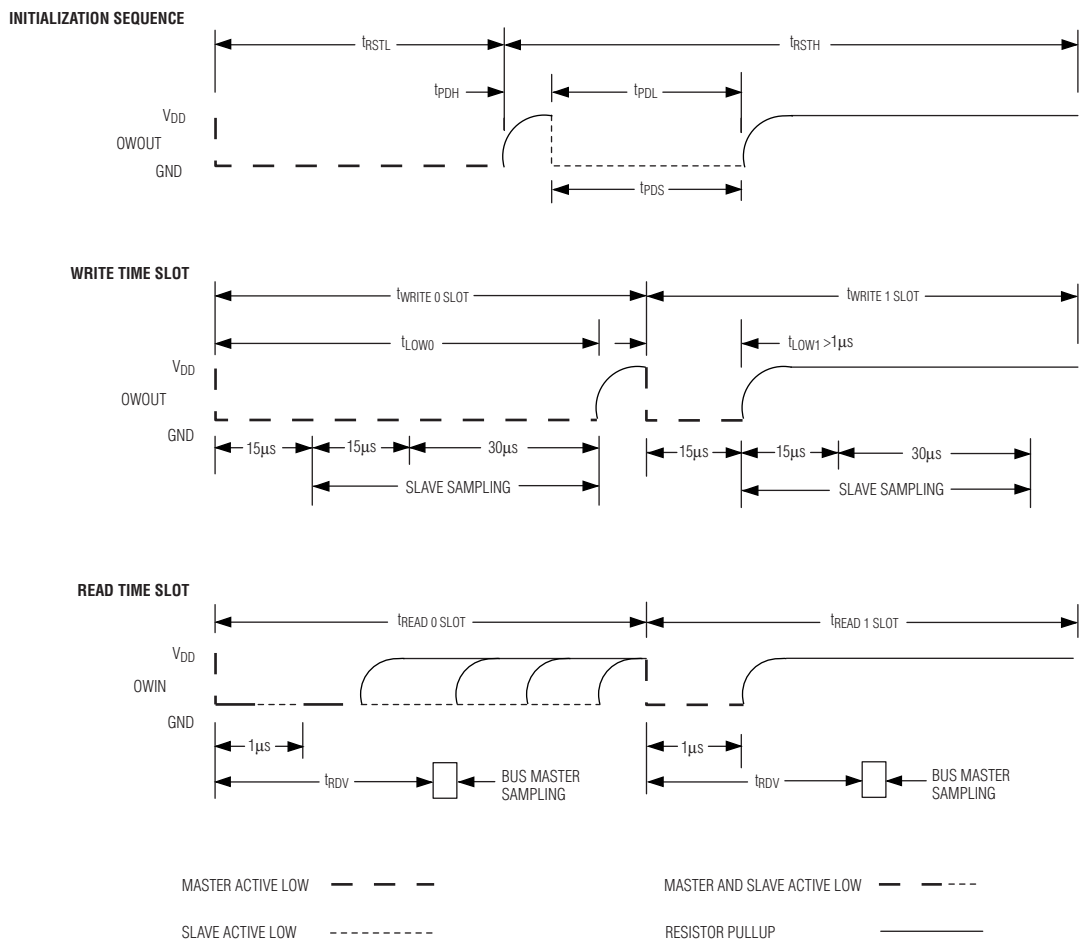 INITIALIZATION SEQUENCE
tRSTL
tRSTH
tPDH
tPDL
VDD
OWOUT
GND
tPDS
WRITE TIME SLOT
tWRITE 0 SLOT
tWRITE 1 SLOT
tLOW0
tLOW1 >1µs
VDD
OWOUT
GND
15µs
15µs
30µs
15µs
15µs
30µs
SLAVE SAMPLING
SLAVE SAMPLING
READ TIME SLOT
tREAD 0 SLOT
tREAD 1 SLOT
VDD
OWIN
GND
1µs
1µs
tRDV
BUS MASTER
SAMPLING
tRDV
BUS MASTER
SAMPLING
MASTER ACTIVE LOW
MASTER AND SLAVE ACTIVE LOW
SLAVE ACTIVE LOW
RESISTOR PULLUP